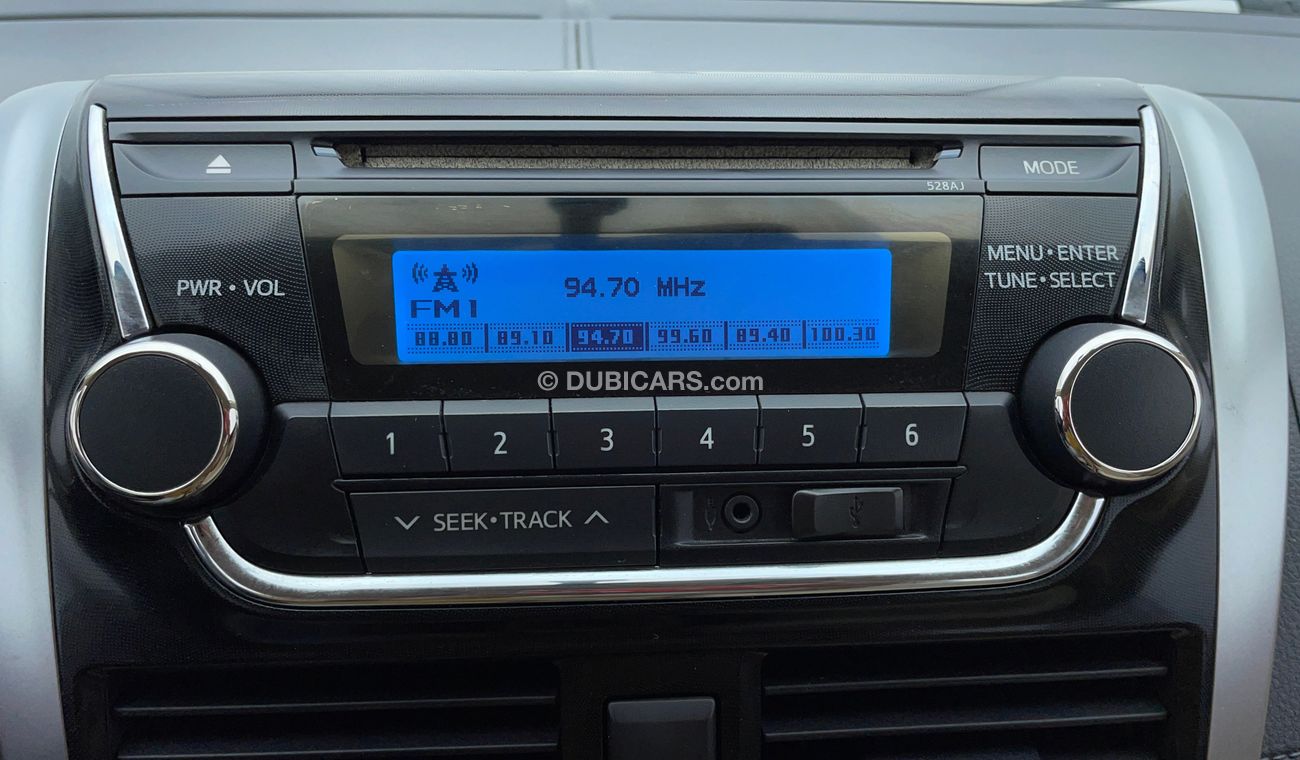 MODE
528AJ
PWR • VOL
MENU • ENTER
TUNE • SELECT
94.70 MHz
FM1
88.80 89.10 94.70 99.60 89.40 100.30
© DUBICARS.com
1 2 3 4 5 6
SEEK • TRACK